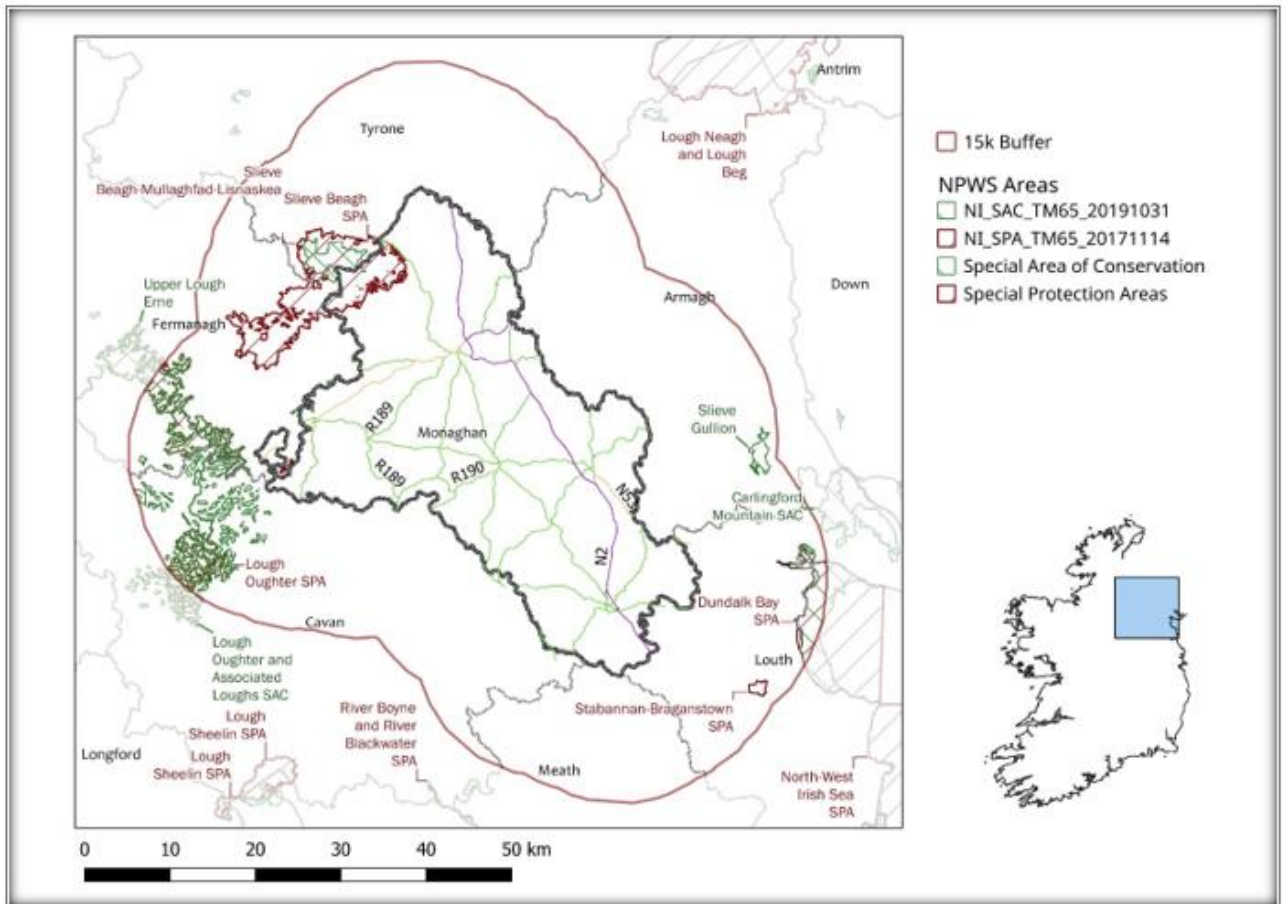 Antrim
Tyrone
Lough Neagh
and Lough
Beg
Slieve
Beagh-Mullaghfad-Lisnaskea
Slieve Beagh
SPA
Upper Lough
Erne
Fermanagh
Armagh
Down
R189
Monaghan
R189
R190
N53
N2
Slieve
Gullion
Carlingford
Mountain SAC
Lough
Oughter SPA
Dundalk Bay
SPA
Cavan
Louth
Lough
Oughter and
Associated
Loughs SAC
Stabannan-Braganstown
SPA
Lough
Sheelin SPA
River Boyne
and River
Blackwater
SPA
Longford
Lough
Sheelin SPA
Meath
North-West
Irish Sea
SPA
0 10 20 30 40 50 km
15k Buffer
NPWS Areas
NI_SAC_TM65_20191031
NI_SPA_TM65_20171114
Special Area of Conservation
Special Protection Areas